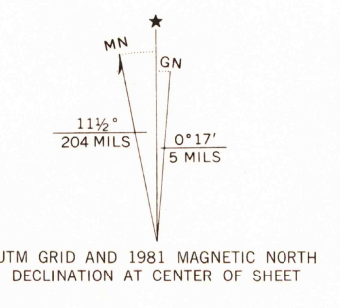 MN
GN
11½°
204 MILS
0°17′
5 MILS
UTM GRID AND 1981 MAGNETIC NORTH
DECLINATION AT CENTER OF SHEET